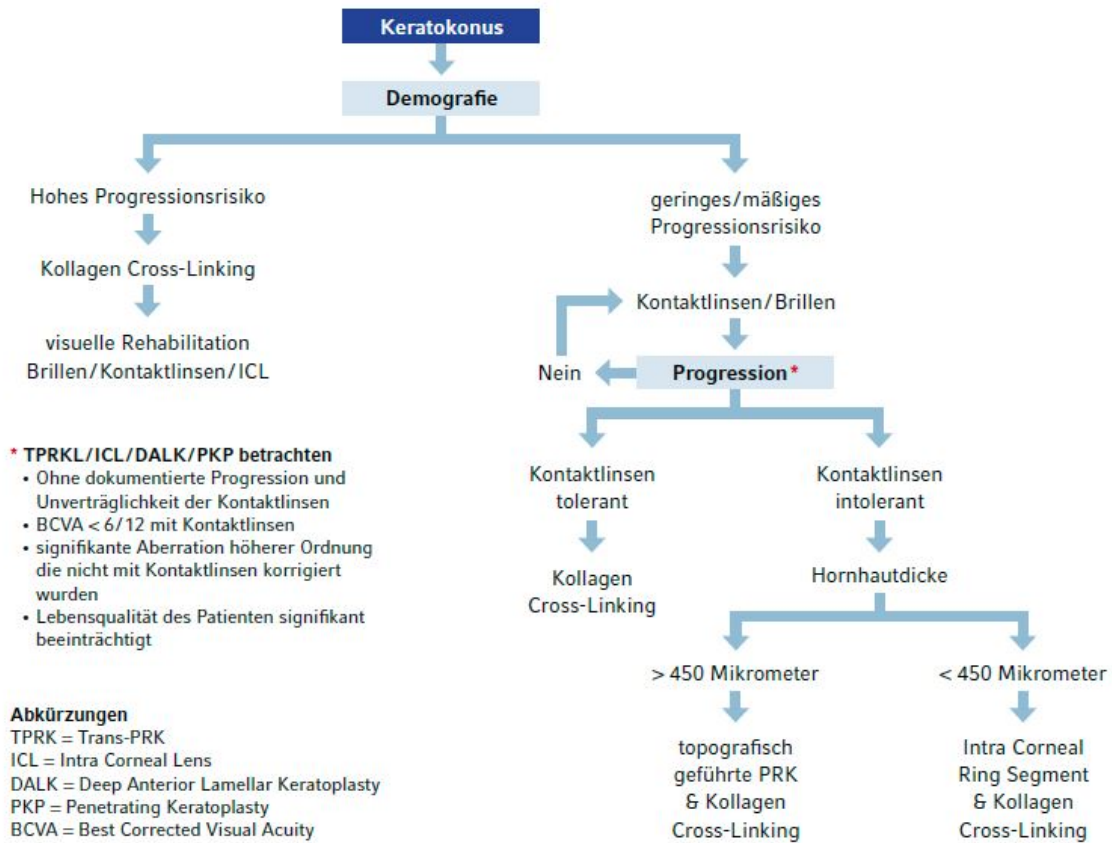 Keratokonus
Demografie
Hohes Progressionsrisiko
Kollagen Cross-Linking
visuelle Rehabilitation
Brillen/Kontaktlinsen/ICL
geringes/mäßiges
Progressionsrisiko
Kontaktlinsen/Brillen
Nein
Progression*
Kontaktlinsen
tolerant
Kollagen
Cross-Linking
Kontaktlinsen
intolerant
Hornhautdicke
> 450 Mikrometer
topografisch
geführte PRK
& Kollagen
Cross-Linking
< 450 Mikrometer
Intra Corneal
Ring Segment
& Kollagen
Cross-Linking
* TPRKL/ICL/DALK/PKP betrachten
• Ohne dokumentierte Progression und
Unverträglichkeit der Kontaktlinsen
• BCVA < 6/12 mit Kontaktlinsen
• signifikante Aberration höherer Ordnung
die nicht mit Kontaktlinsen korrigiert
wurden
• Lebensqualität des Patienten signifikant
beeinträchtigt
Abkürzungen
TPRK = Trans-PRK
ICL = Intra Corneal Lens
DALK = Deep Anterior Lamellar Keratoplasty
PKP = Penetrating Keratoplasty
BCVA = Best Corrected Visual Acuity